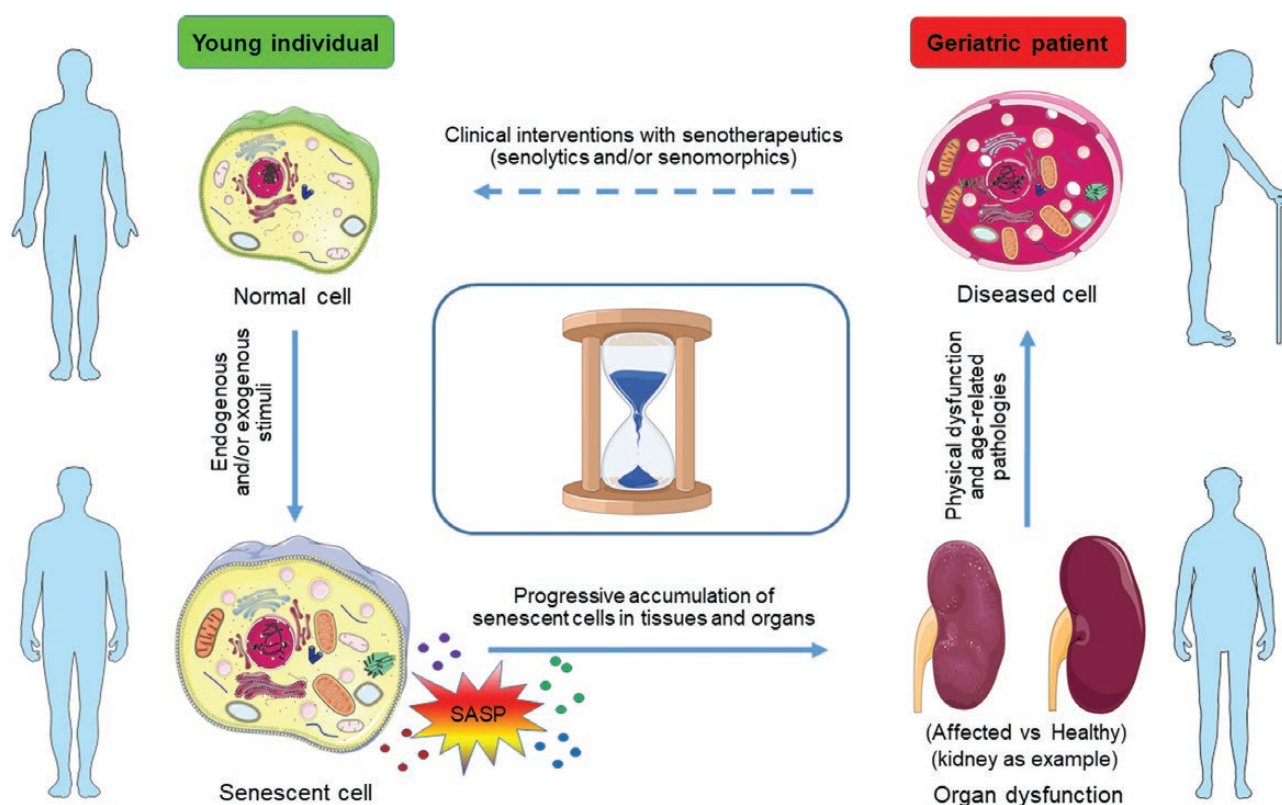 Young individual
Geriatric patient
Clinical interventions with senotherapeutics
(senolytics and/or senomorphics)
Normal cell
Diseased cell
Endogenous
and/or exogenous
stimuli
Physical dysfunction
and age-related
pathologies
Progressive accumulation of
senescent cells in tissues and organs
SASP
Senescent cell
(Affected vs Healthy)
(kidney as example)
Organ dysfunction